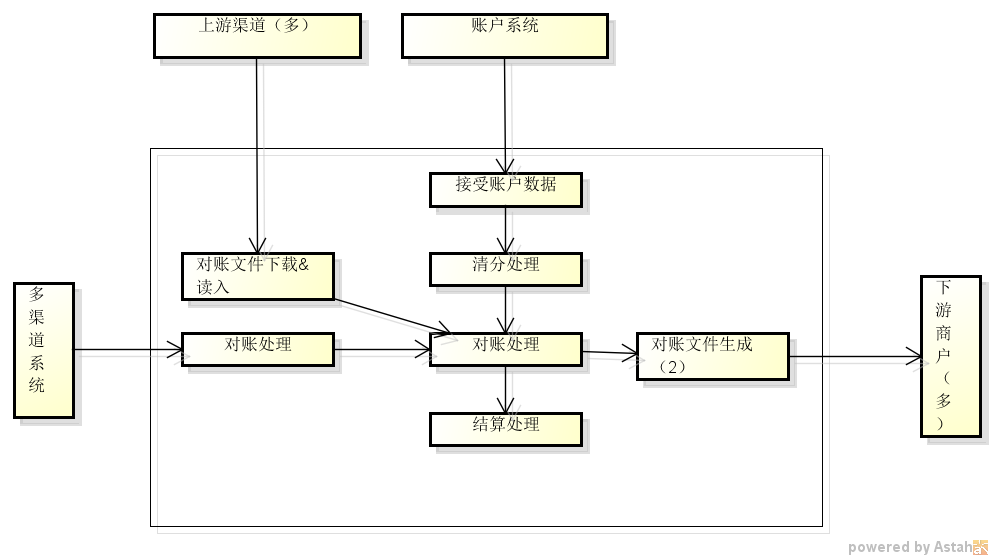 上游渠道（多）
账户系统
接受账户数据
对账文件下载&
读入
清分处理
多
渠
道
系
统
对账处理
对账处理
对账文件生成
（2）
下
游
商
户
（
多
）
结算处理
powered by Astah